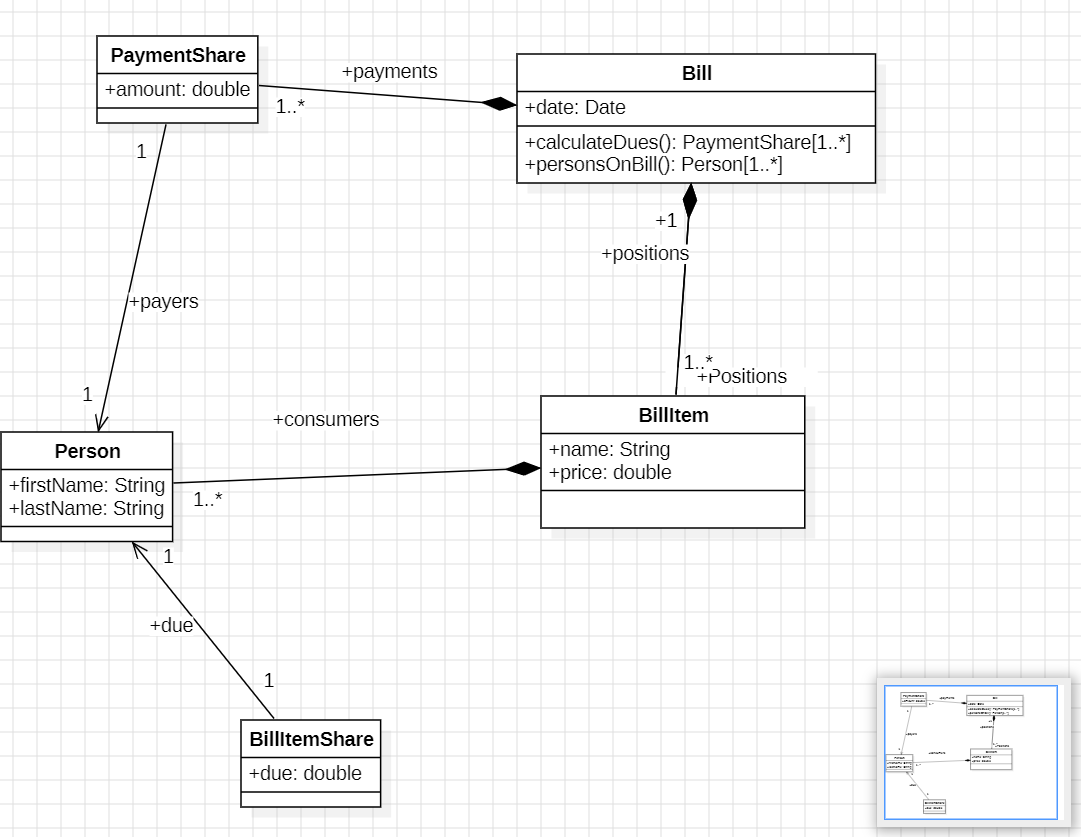 PaymentShare
+amount: double
+payments
1..*
Bill
+date: Date
+calculateDues(): PaymentShare[1..*]
+personsOnBill(): Person[1..*]
1
+payers
1
+1
+positions
1..*
+Positions
Person
+firstName: String
+lastName: String
+consumers
1..*
BillItem
+name: String
+price: double
1
+due
1
BillItemShare
+due: double